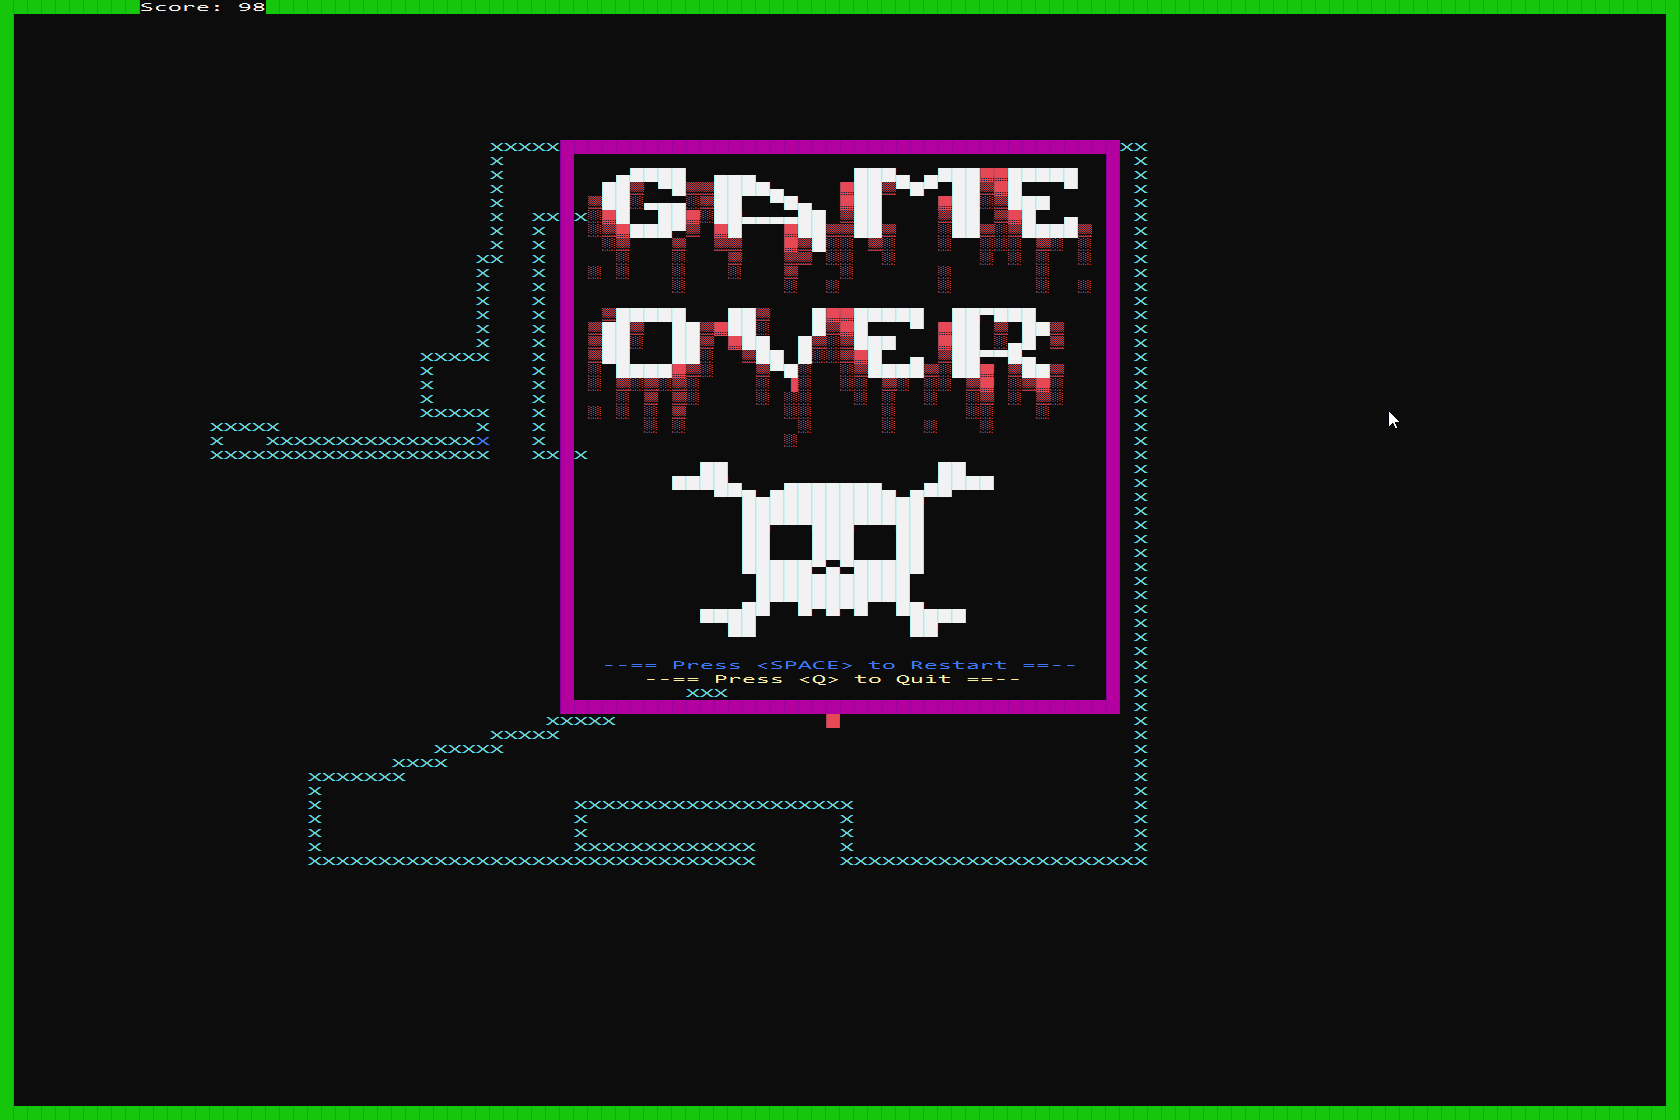 Score: 98
GAME
OVER
--== Press <SPACE> to Restart ==--
--== Press <Q> to Quit ==--